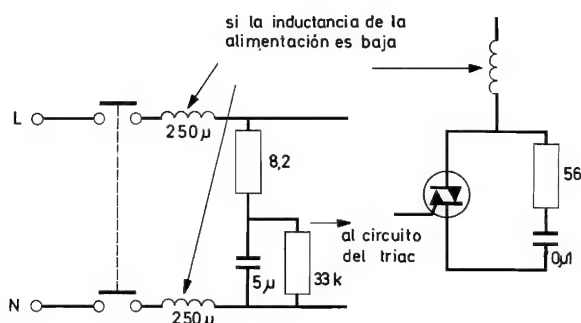 si la inductancia de la
alimentación es baja
L
250µ
8,2
56
al circuito
del triac
5µ
33k
0µ1
N
250µ